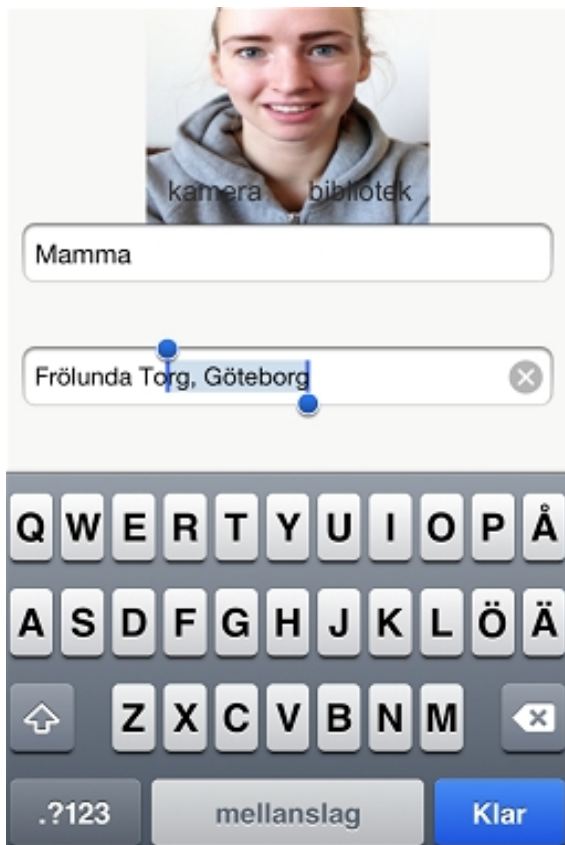 kamera bibliotek
Mamma
Frölunda Torg, Göteborg
Q W E R T Y U I O P Å
A S D F G H J K L Ö Ä
Z X C V B N M
.?123 mellanslag Klar